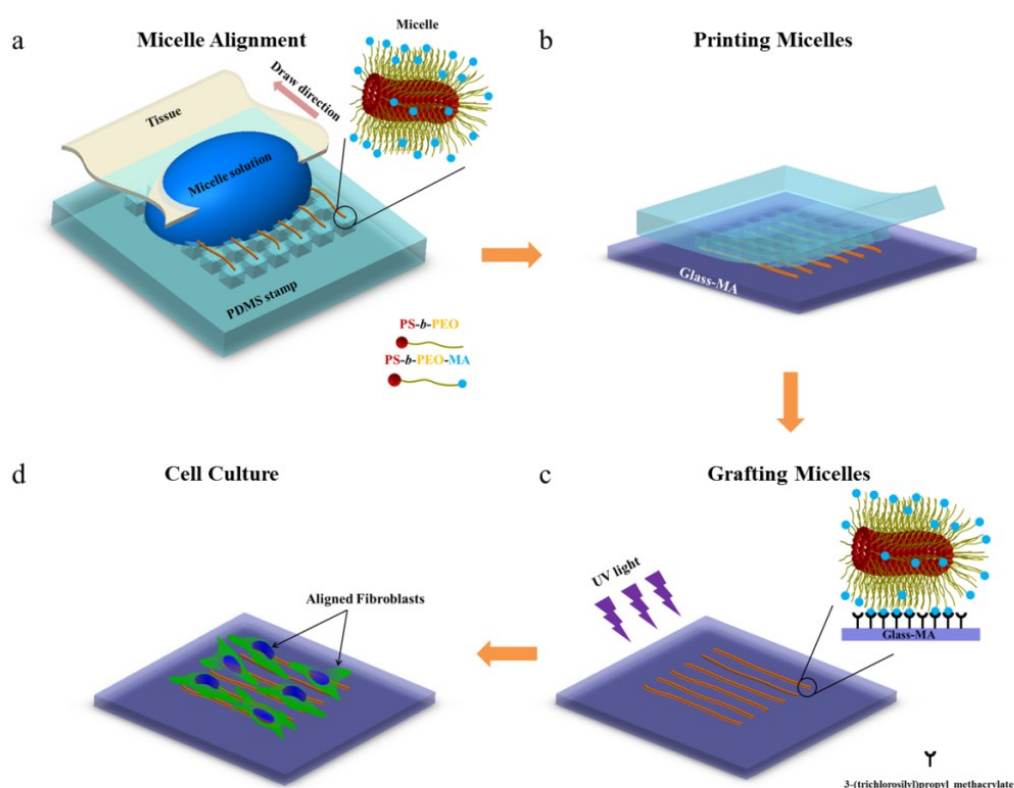 a
Micelle Alignment
Micelle
Draw direction
Tissue
Micelle solution
PDMS stamp
PS-b-PEO
PS-b-PEO-MA
b
Printing Micelles
Glass-MA
d
Cell Culture
Aligned Fibroblasts
c
Grafting Micelles
UV light
Glass-MA
3-(trichlorosilyl)propyl methacrylate